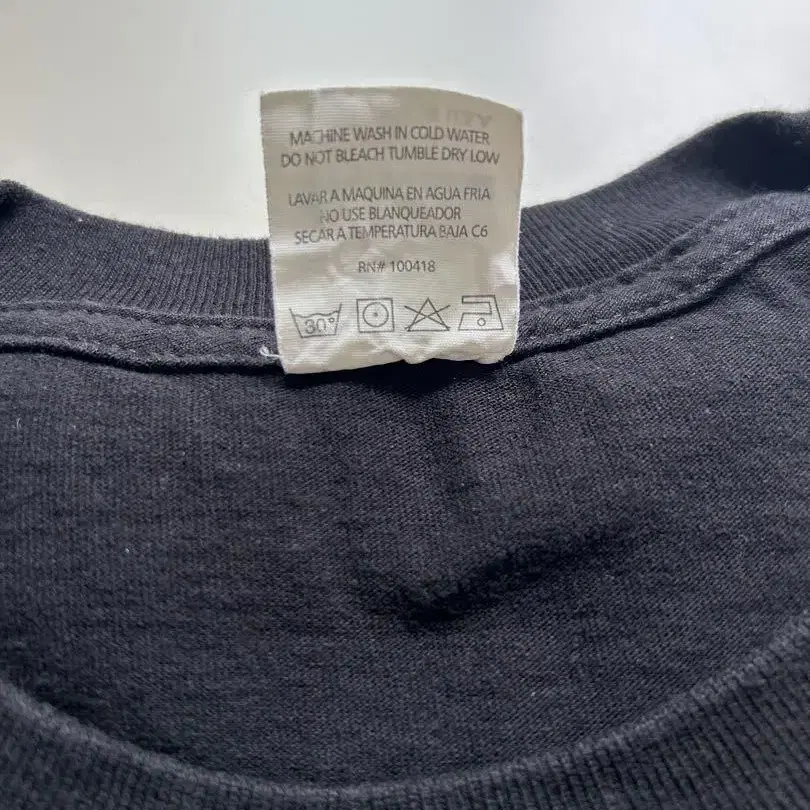 MACHINE WASH IN COLD WATER
DO NOT BLEACH TUMBLE DRY LOW
LAVAR A MAQUINA EN AGUA FRIA
NO USE BLANQUEADOR
SECAR A TEMPERATURA BAJA C6
RN# 100418
30°